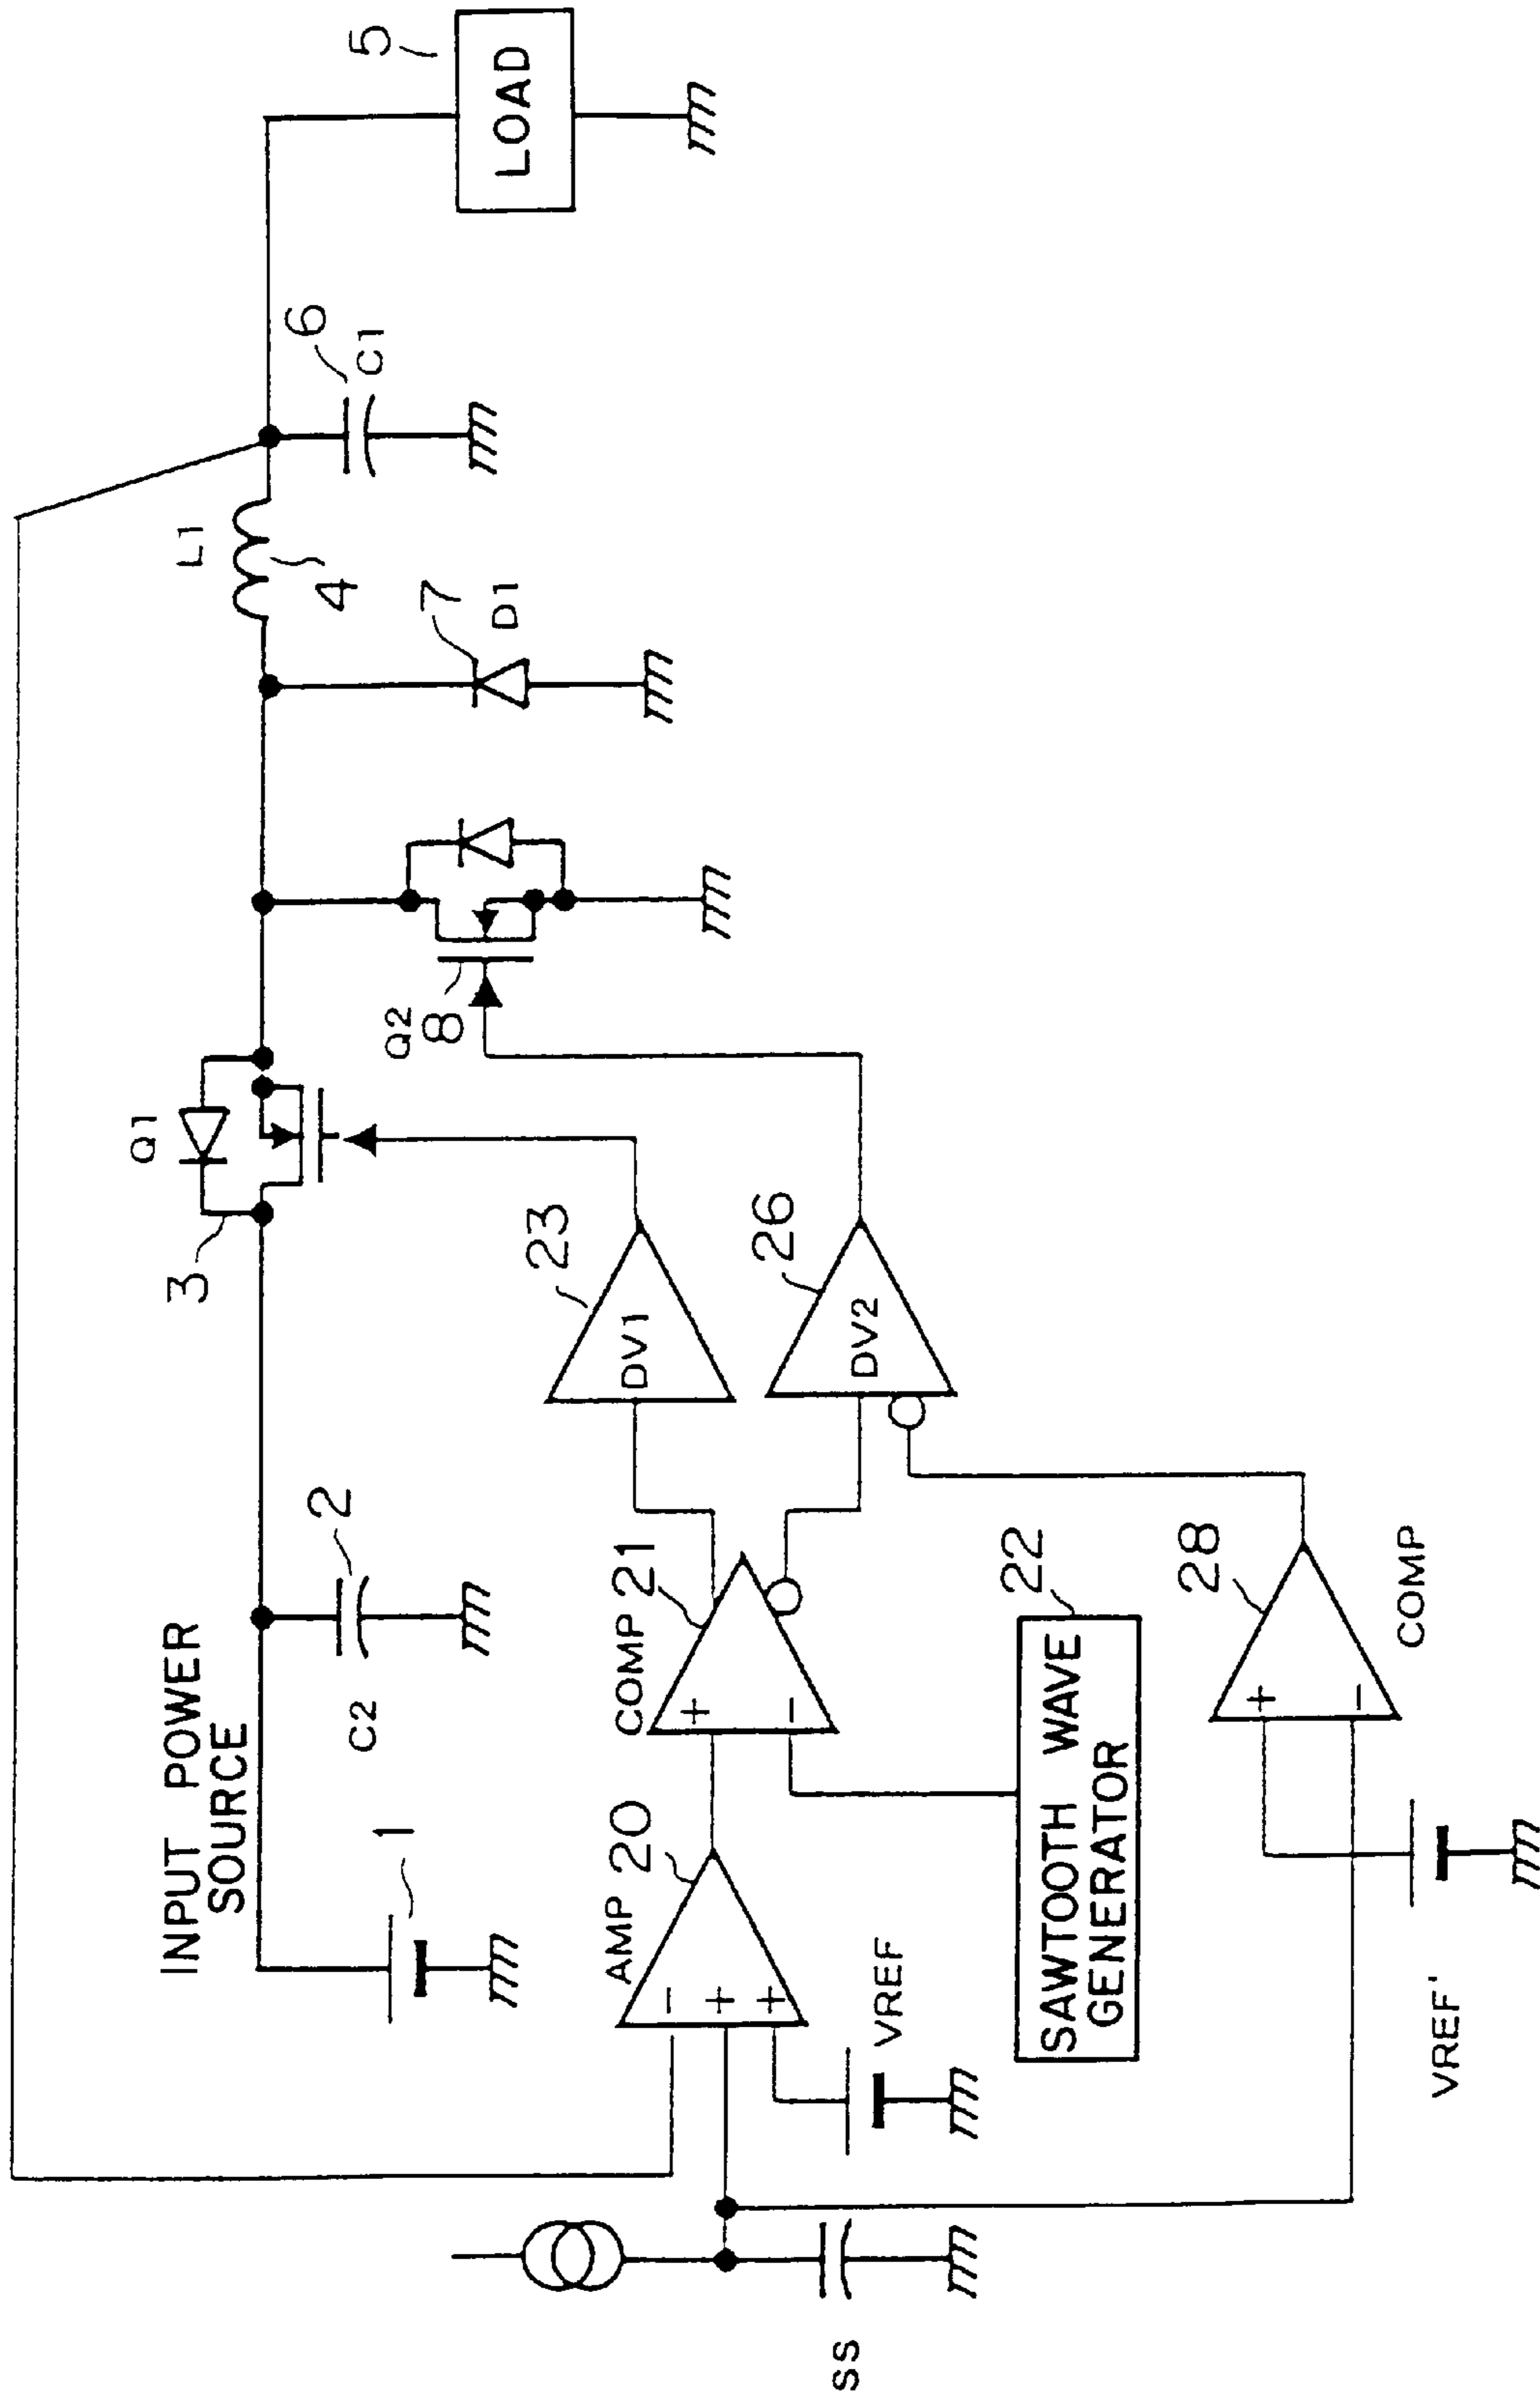 INPUT POWER
SOURCE
1
C2
2
3
Q1
Q2
8
L1
4
7
D1
6
C1
5
LOAD
SS
AMP
20
-
+
+
VREF
COMP
21
+
-
DV1
23
DV2
26
SAWTOOTH WAVE
GENERATOR
22
28
+
-
COMP
VREF'